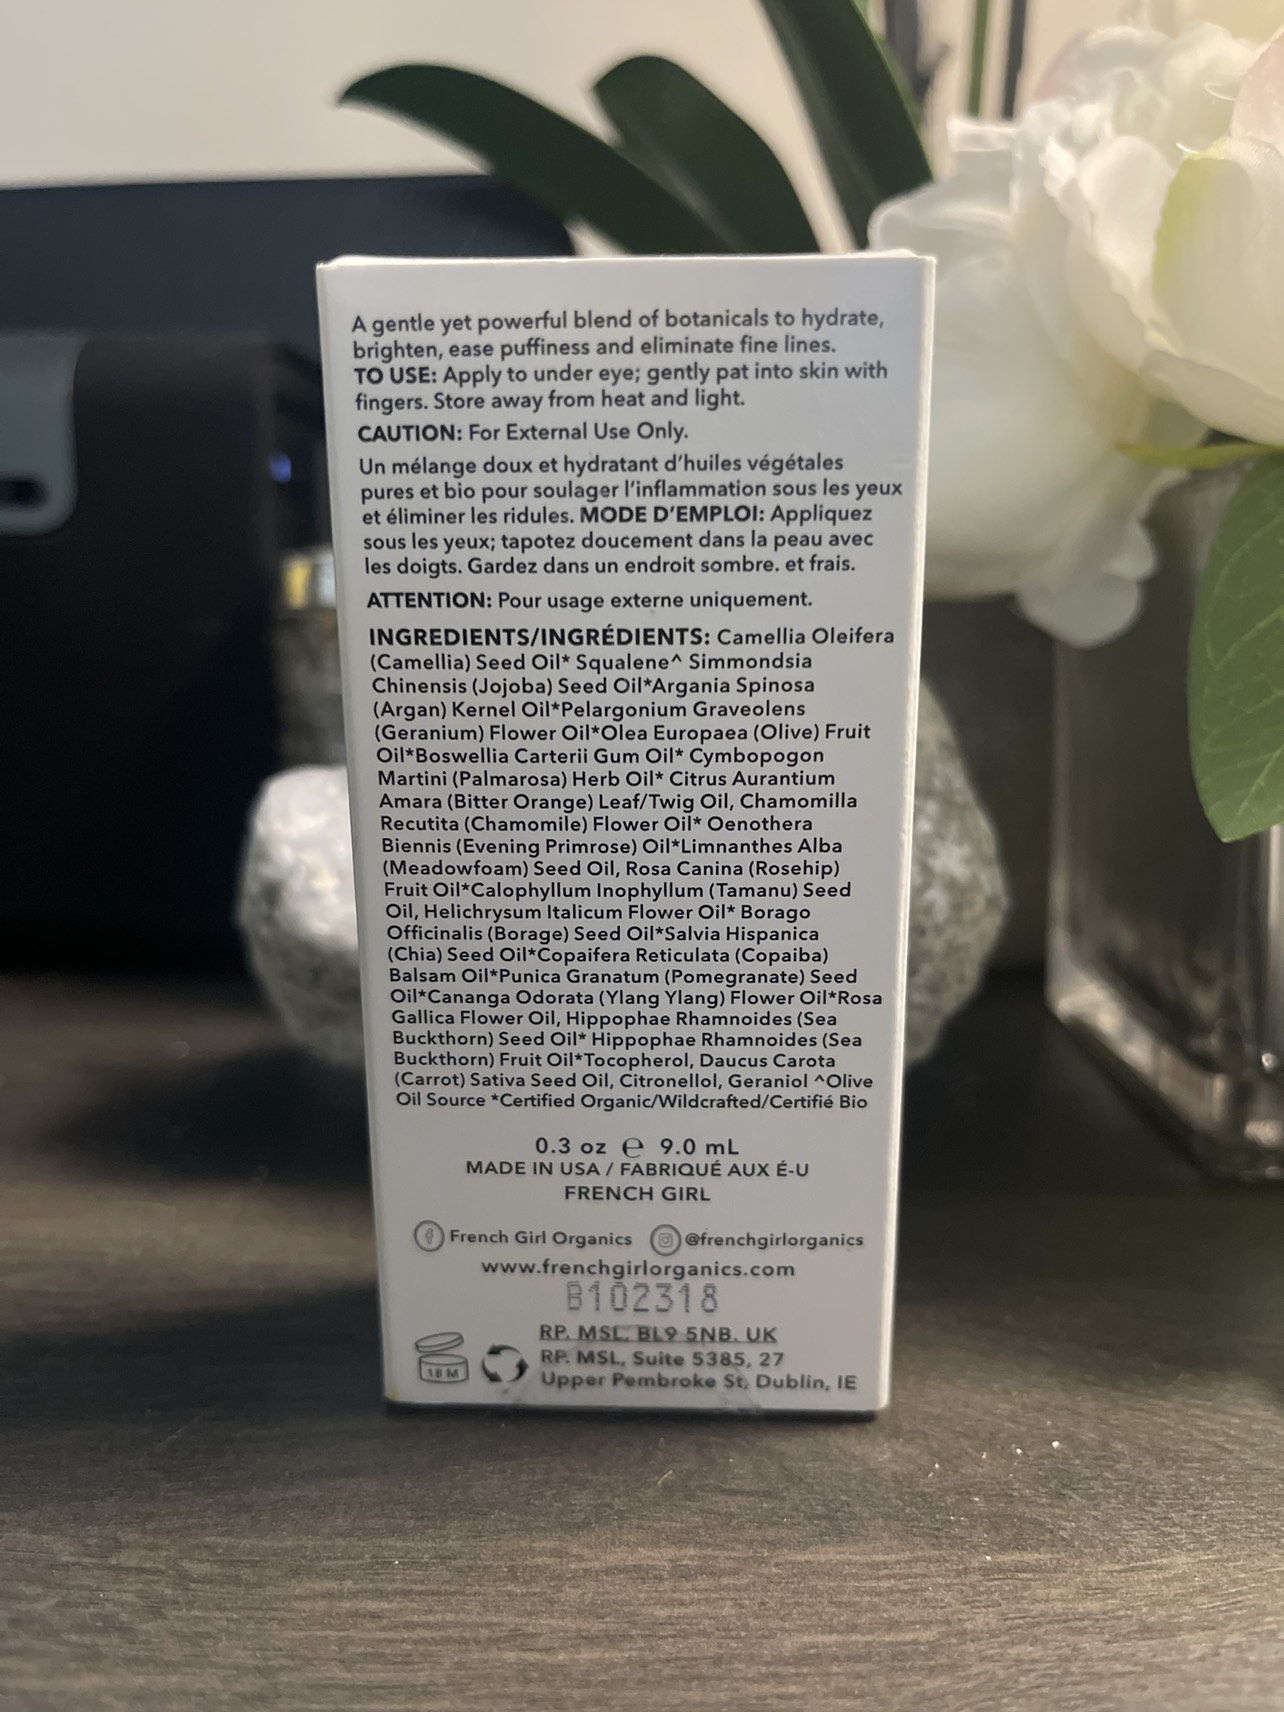 A gentle yet powerful blend of botanicals to hydrate,
brighten, ease puffiness and eliminate fine lines.
TO USE: Apply to under eye; gently pat into skin with
fingers. Store away from heat and light.
CAUTION: For External Use Only.
Un mélange doux et hydratant d'huiles végétales
pures et bio pour soulager l'inflammation sous les yeux
et éliminer les ridules. MODE D'EMPLOI: Appliquez
sous les yeux; tapotez doucement dans la peau avec
les doigts. Gardez dans un endroit sombre. et frais.
ATTENTION: Pour usage externe uniquement.
INGREDIENTS/INGRÉDIENTS: Camellia Oleifera
(Camellia) Seed Oil* Squalene^ Simmondsia
Chinensis (Jojoba) Seed Oil*Argania Spinosa
(Argan) Kernel Oil*Pelargonium Graveolens
(Geranium) Flower Oil*Olea Europaea (Olive) Fruit
Oil*Boswellia Carterii Gum Oil* Cymbopogon
Martini (Palmarosa) Herb Oil* Citrus Aurantium
Amara (Bitter Orange) Leaf/Twig Oil, Chamomilla
Recutita (Chamomile) Flower Oil* Oenothera
Biennis (Evening Primrose) Oil*Limnanthes Alba
(Meadowfoam) Seed Oil, Rosa Canina (Rosehip)
Fruit Oil*Calophyllum Inophyllum (Tamanu) Seed
Oil, Helichrysum Italicum Flower Oil* Borago
Officinalis (Borage) Seed Oil*Salvia Hispanica
(Chia) Seed Oil*Copaifera Reticulata (Copaiba)
Balsam Oil*Punica Granatum (Pomegranate) Seed
Oil*Cananga Odorata (Ylang Ylang) Flower Oil*Rosa
Gallica Flower Oil, Hippophae Rhamnoides (Sea
Buckthorn) Seed Oil* Hippophae Rhamnoides (Sea
Buckthorn) Fruit Oil*Tocopherol, Daucus Carota
(Carrot) Sativa Seed Oil, Citronellol, Geraniol ^Olive
Oil Source *Certified Organic/Wildcrafted/Certifié Bio
0.3 oz ℮ 9.0 mL
MADE IN USA / FABRIQUÉ AUX É-U
FRENCH GIRL
French Girl Organics @frenchgirlorganics
www.frenchgirlorganics.com
B102318
RP. MSL, BL9 5NB. UK
RP. MSL, Suite 5385, 27
Upper Pembroke St, Dublin, IE
18 M